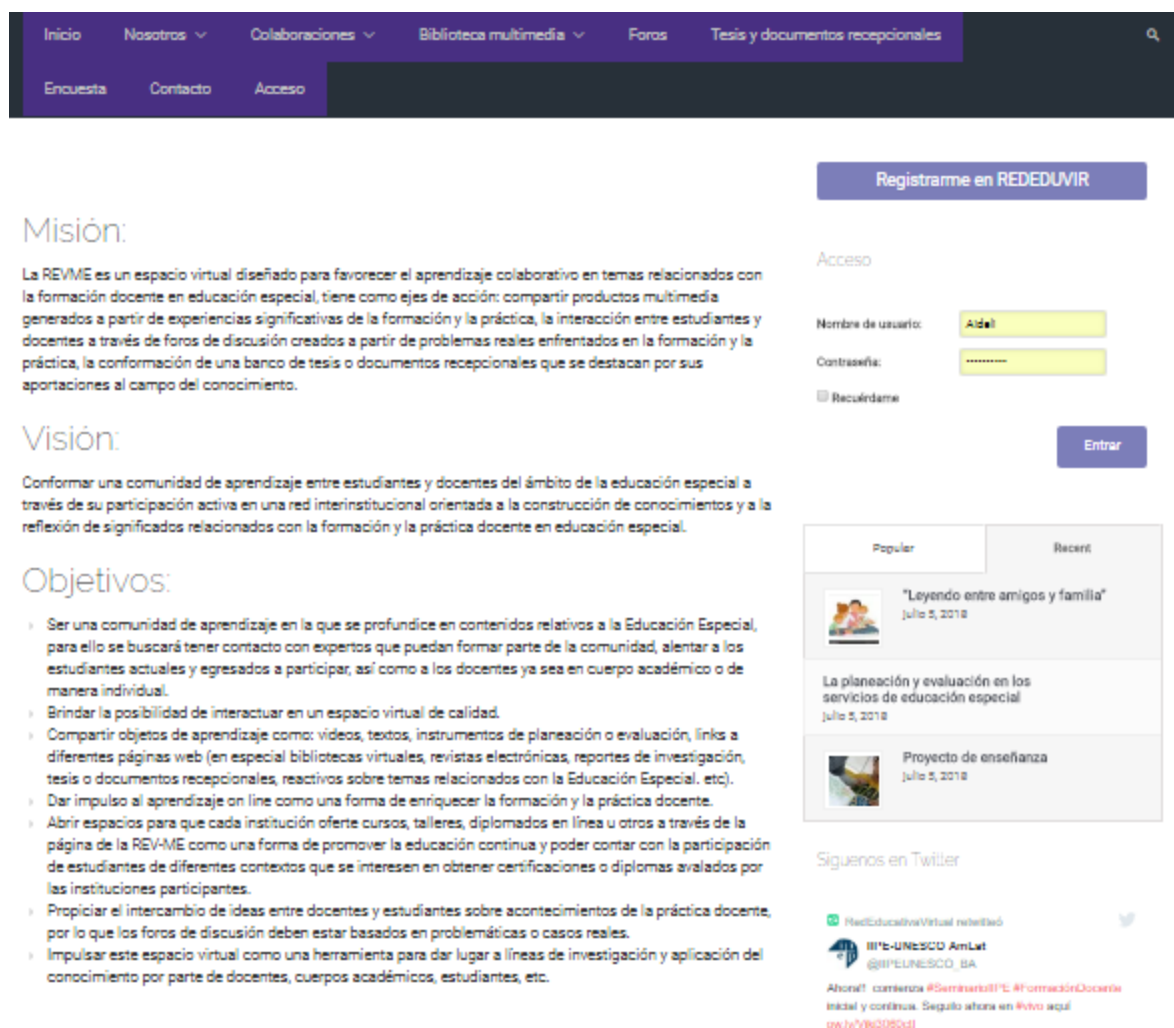 Inicio Nosotros Colaboraciones Biblioteca multimedia Foros Tesis y documentos recepcionales
Encuesta Contacto Acceso
Registrarme en REDEDUVIR
Misión:
La REVME es un espacio virtual diseñado para favorecer el aprendizaje colaborativo en temas relacionados con
la formación docente en educación especial, tiene como ejes de acción: compartir productos multimedia
generados a partir de experiencias significativas de la formación y la práctica, la interacción entre estudiantes y
docentes a través de foros de discusión creados a partir de problemas reales enfrentados en la formación y la
práctica, la conformación de una banco de tesis o documentos recepcionales que se destacan por sus
aportaciones al campo del conocimiento.
Visión:
Conformar una comunidad de aprendizaje entre estudiantes y docentes del ámbito de la educación especial a
través de su participación activa en una red interinstitucional orientada a la construcción de conocimientos y a la
reflexión de significados relacionados con la formación y la práctica docente en educación especial.
Objetivos:
Ser una comunidad de aprendizaje en la que se profundice en contenidos relativos a la Educación Especial,
para ello se buscará tener contacto con expertos que puedan formar parte de la comunidad, alentar a los
estudiantes actuales y egresados a participar, así como a los docentes ya sea en cuerpo académico o de
manera individual.
Brindar la posibilidad de interactuar en un espacio virtual de calidad.
Compartir objetos de aprendizaje como: videos, textos, instrumentos de planeación o evaluación, links a
diferentes páginas web (en especial bibliotecas virtuales, revistas electrónicas, reportes de investigación,
tesis o documentos recepcionales, reactivos sobre temas relacionados con la Educación Especial. etc).
Dar impulso al aprendizaje on line como una forma de enriquecer la formación y la práctica docente.
Abrir espacios para que cada institución oferte cursos, talleres, diplomados en línea u otros a través de la
página de la REV-ME como una forma de promover la educación continua y poder contar con la participación
de estudiantes de diferentes contextos que se interesen en obtener certificaciones o diplomas avalados por
las instituciones participantes.
Propiciar el intercambio de ideas entre docentes y estudiantes sobre acontecimientos de la práctica docente,
por lo que los foros de discusión deben estar basados en problemáticas o casos reales.
Impulsar este espacio virtual como una herramienta para dar lugar a líneas de investigación y aplicación del
conocimiento por parte de docentes, cuerpos académicos, estudiantes, etc.
Acceso
Nombre de usuario: Aideli
Contraseña:
Recuérdame
Entrar
Popular Recent
"Leyendo entre amigos y familia"
julio 5, 2018
La planeación y evaluación en los
servicios de educación especial
julio 5, 2018
Proyecto de enseñanza
julio 5, 2018
Síguenos en Twitter
RedEducativaVirtual retwitteó
IIPE-UNESCO AmLat
@IIPEUNESCO_BA
Ahora!! comienza #SeminarioIIPE #FormaciónDocente
inicial y continua. Seguilo ahora en #vivo aquí